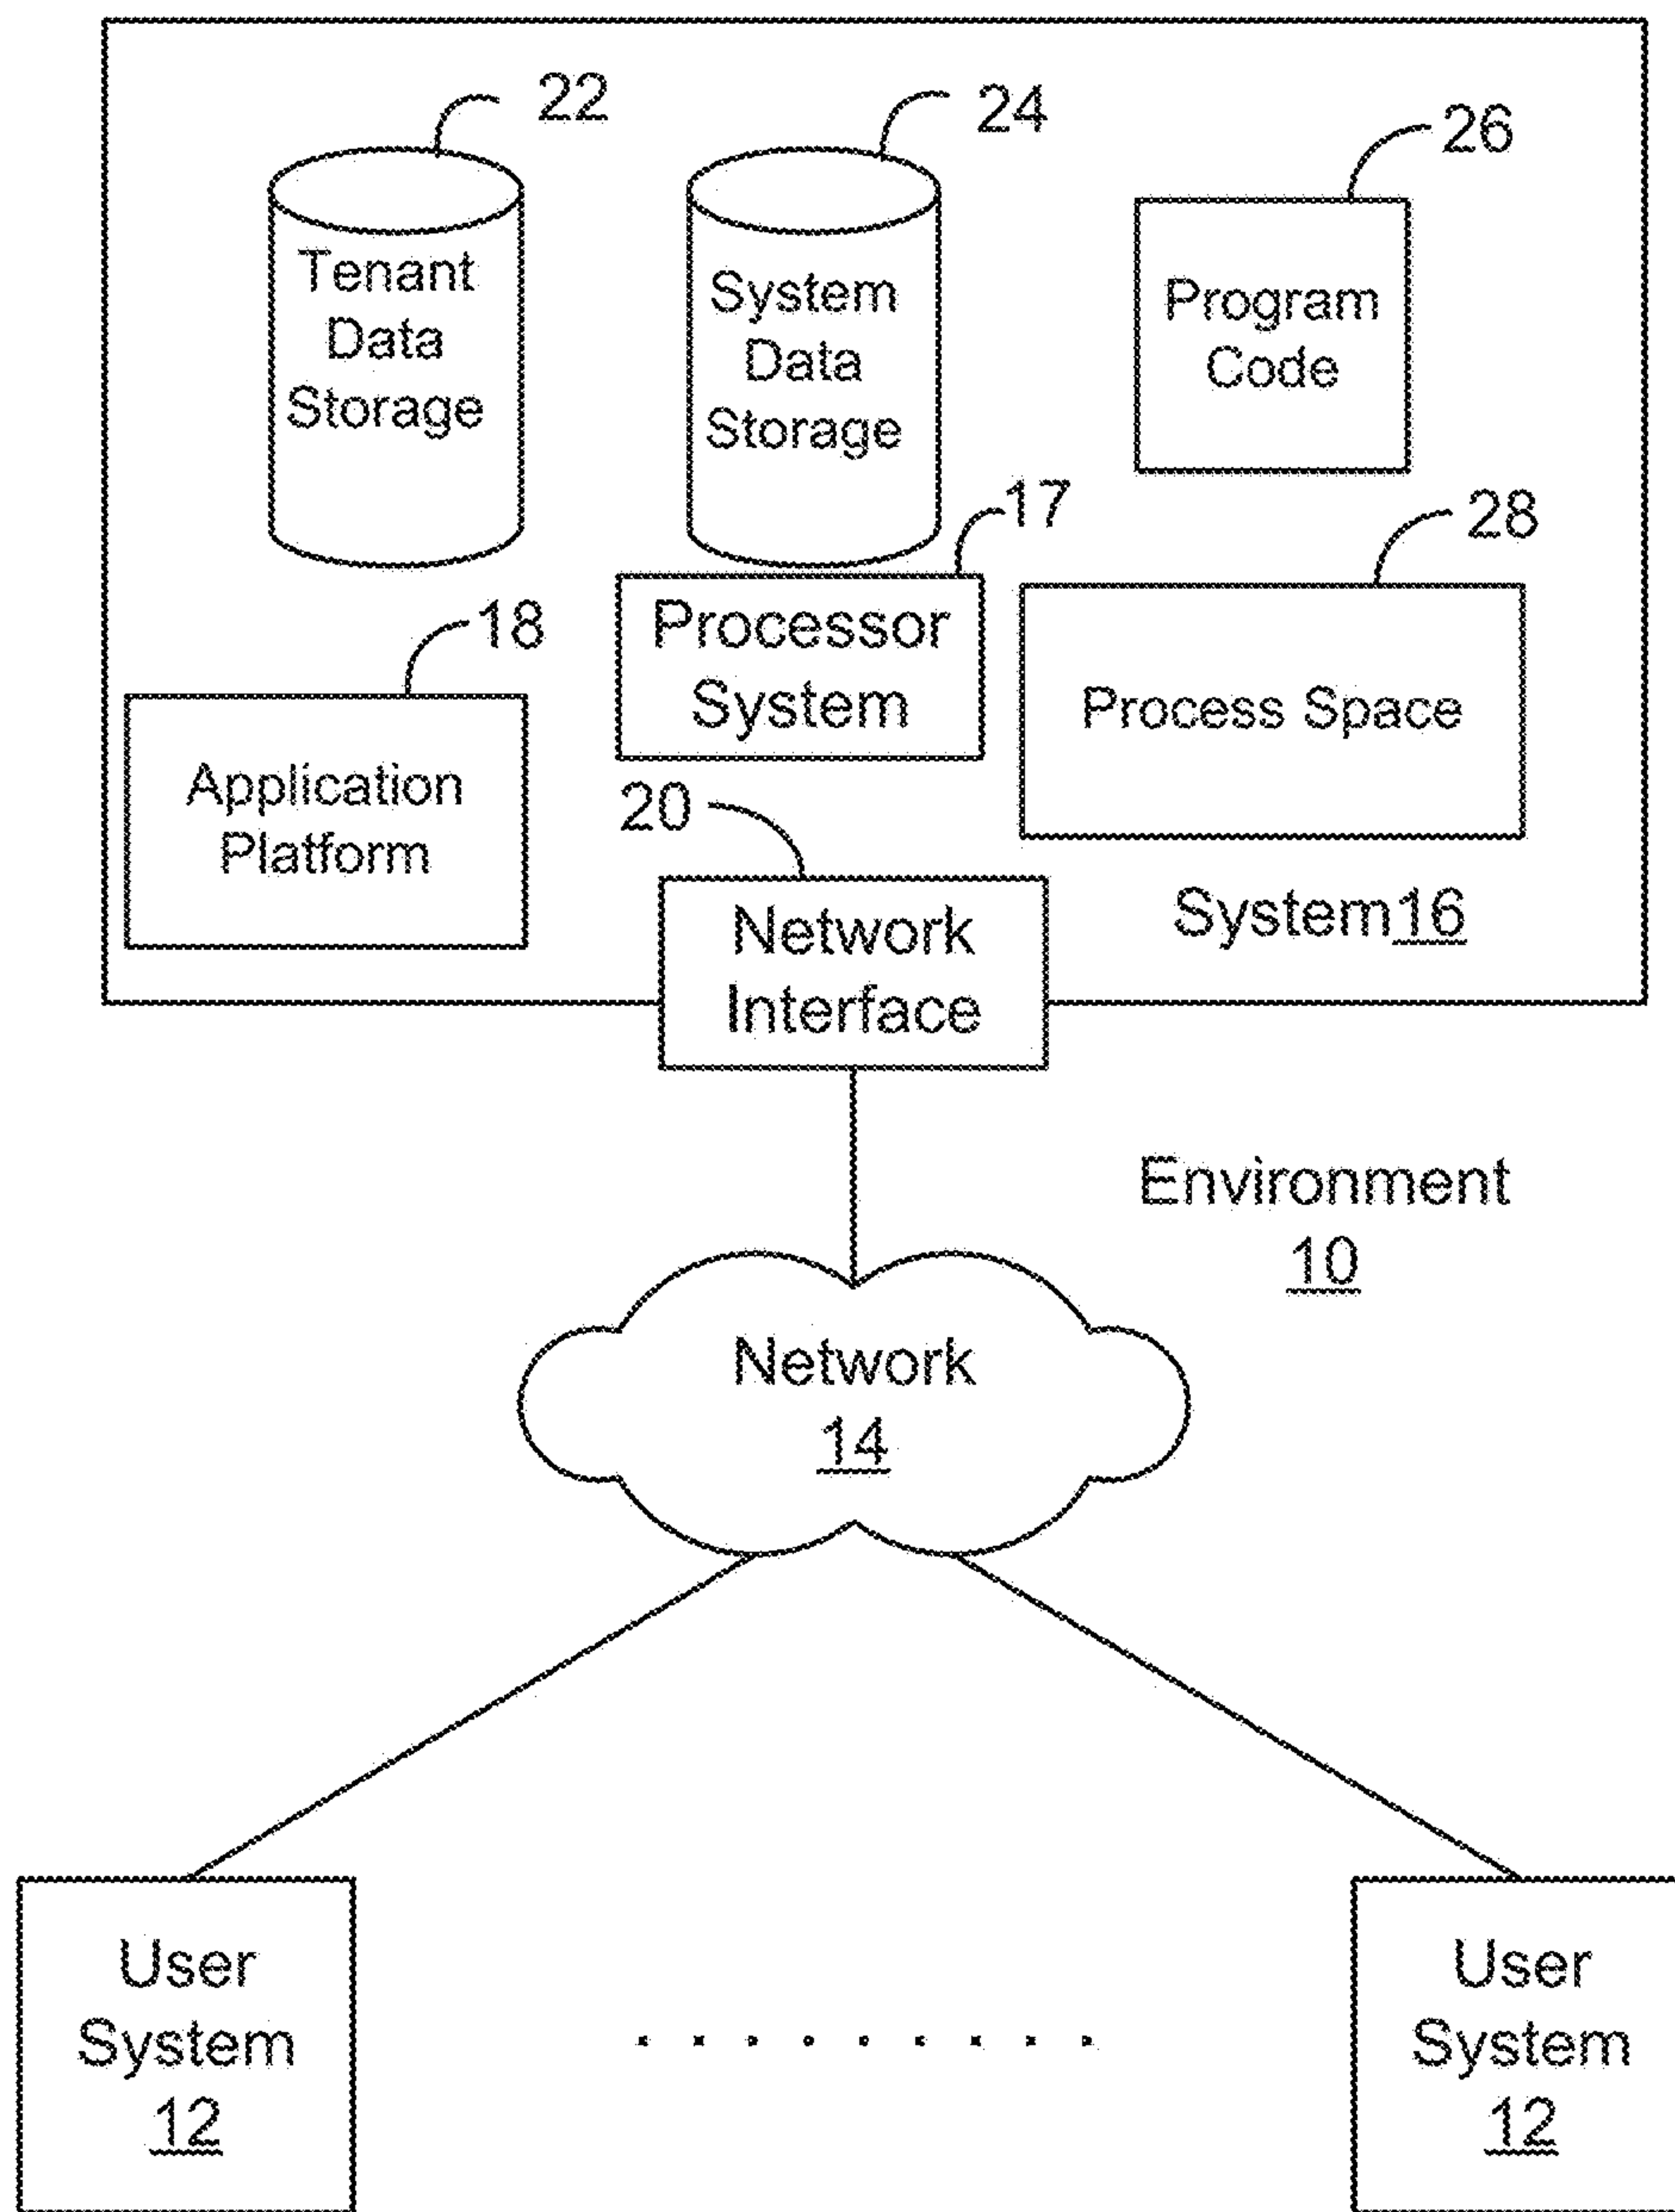 22
24
26
Tenant
Data
Storage
System
Data
Storage
Program
Code
17
28
18
Processor
System
Process Space
Application
Platform
20
Network
Interface
System16
Environment
10
Network
14
User
System
12
User
System
12